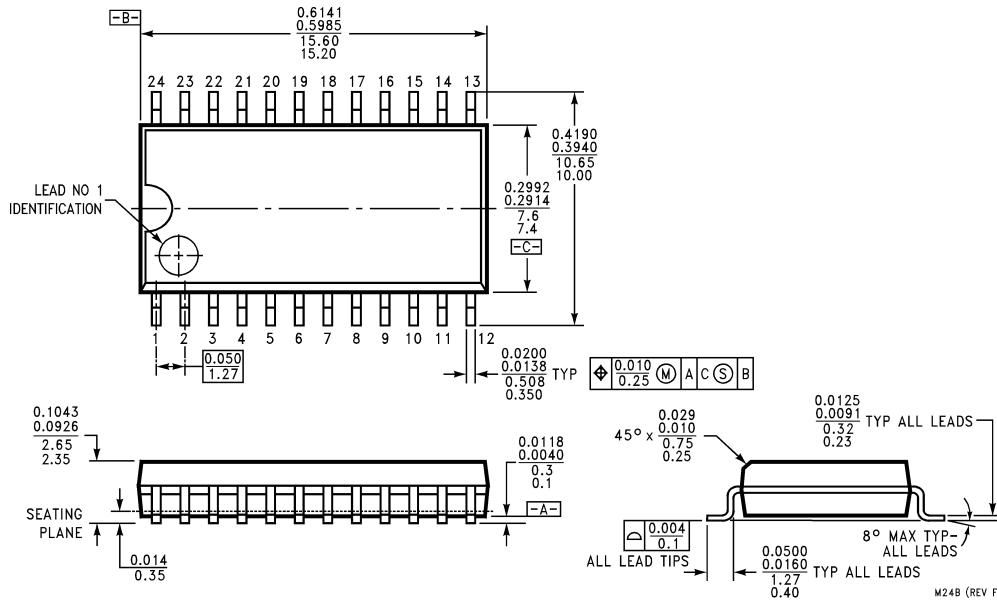 -B-
0.6141
0.5985
15.60
15.20
24 23 22 21 20 19 18 17 16 15 14 13
0.4190
0.3940
10.65
10.00
LEAD NO 1
IDENTIFICATION
0.2992
0.2914
7.6
7.4
-C-
1 2 3 4 5 6 7 8 9 10 11 12
0.050
1.27
0.0200
0.0138
0.508
0.350
TYP
0.010
0.25
M A C S B
0.1043
0.0926
2.65
2.35
0.0118
0.0040
0.3
0.1
-A-
SEATING
PLANE
0.014
0.35
45° x
0.029
0.010
0.75
0.25
0.0125
0.0091
0.32
0.23
TYP ALL LEADS
0.004
0.1
ALL LEAD TIPS
0.0500
0.0160
1.27
0.40
TYP ALL LEADS
8° MAX TYP-
ALL LEADS
M24B (REV F